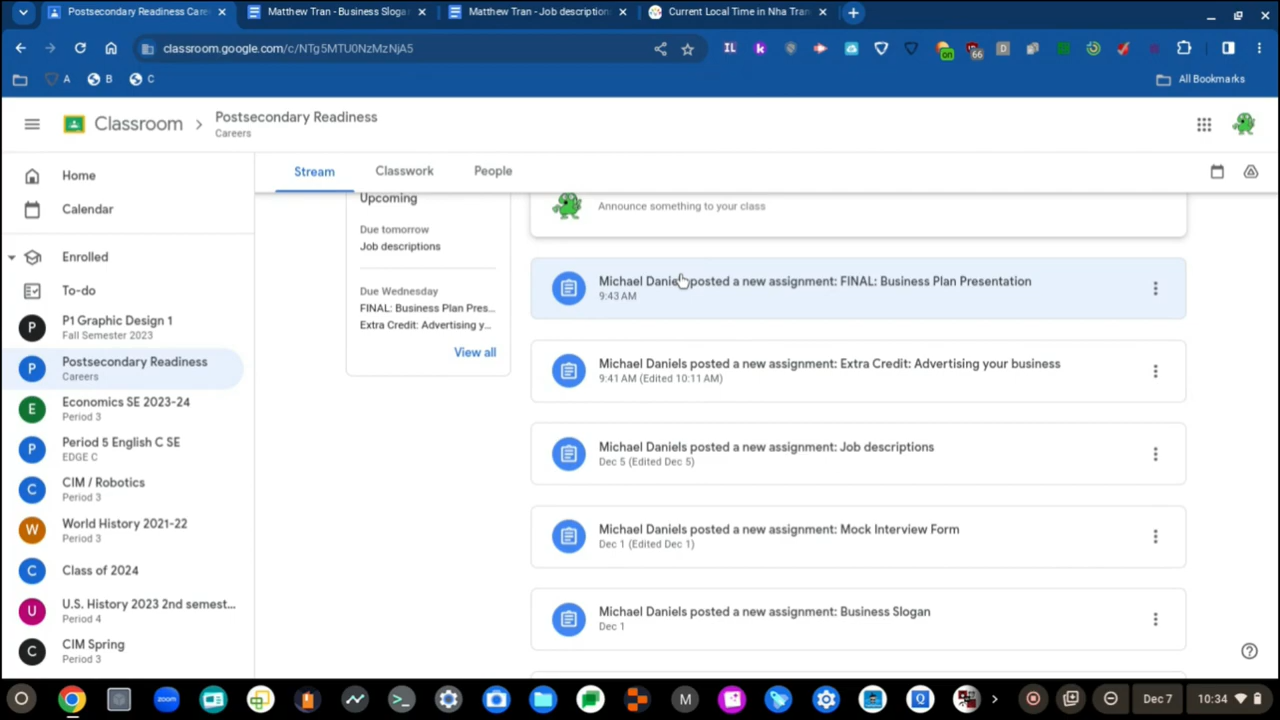 Postsecondary Readiness Care
Matthew Tran - Business Sloga
Matthew Tran - Job description
Current Local Time in Nha Tran
classroom.google.com/c/NTg5MTU0NzMzNjA5
IL
k
on
66
D
A
B
C
All Bookmarks
Classroom
Postsecondary Readiness
Careers
Stream
Classwork
People
Home
Calendar
Enrolled
To-do
P
P1 Graphic Design 1
Fall Semester 2023
P
Postsecondary Readiness
Careers
E
Economics SE 2023-24
Period 3
P
Period 5 English C SE
EDGE C
C
CIM / Robotics
Period 3
W
World History 2021-22
Period 3
C
Class of 2024
U
U.S. History 2023 2nd semest...
Period 4
C
CIM Spring
Period 3
Upcoming
Due tomorrow
Job descriptions
Due Wednesday
FINAL: Business Plan Pres...
Extra Credit: Advertising y...
View all
Announce something to your class
Michael Daniels posted a new assignment: FINAL: Business Plan Presentation
9:43 AM
Michael Daniels posted a new assignment: Extra Credit: Advertising your business
9:41 AM (Edited 10:11 AM)
Michael Daniels posted a new assignment: Job descriptions
Dec 5 (Edited Dec 5)
Michael Daniels posted a new assignment: Mock Interview Form
Dec 1 (Edited Dec 1)
Michael Daniels posted a new assignment: Business Slogan
Dec 1
zoom
M
Q
Dec 7
10:34